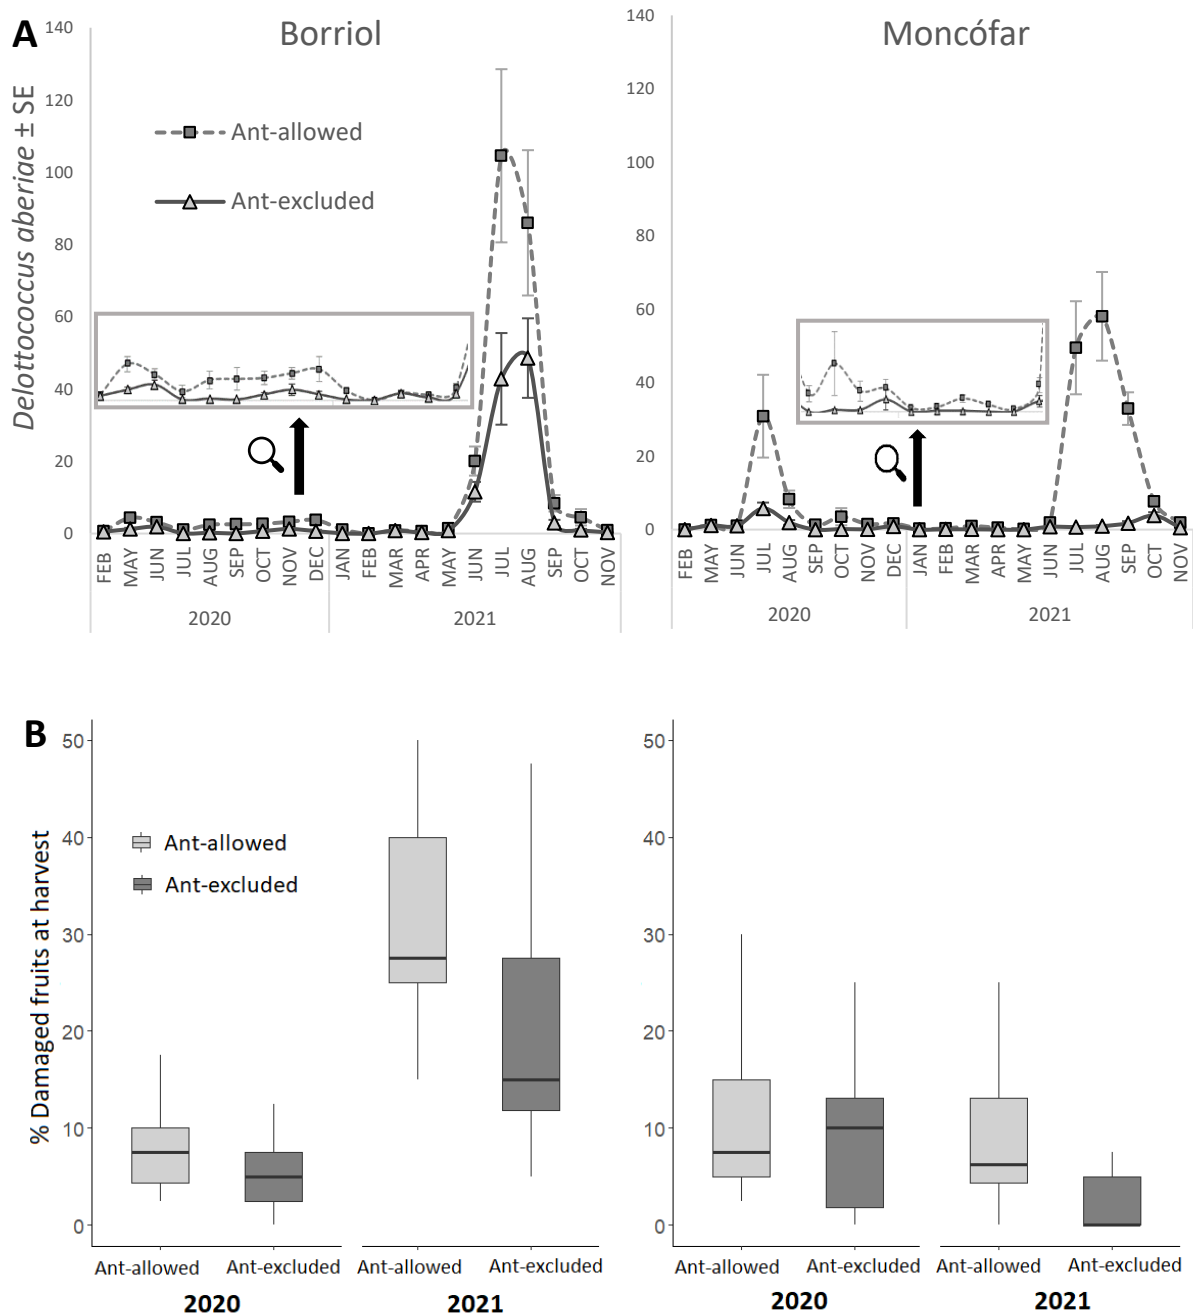 A
Borriol
Moncófar
Delottococcus aberiae ± SE
140
120
100
80
60
40
20
0
Ant-allowed
Ant-excluded
FEB MAY JUN JUL AUG SEP OCT NOV DEC JAN FEB MAR APR MAY JUN JUL AUG SEP OCT NOV
2020 2021
140
120
100
80
60
40
20
0
FEB MAY JUN JUL AUG SEP OCT NOV DEC JAN FEB MAR APR MAY JUN JUL AUG SEP OCT NOV
2020 2021
B
% Damaged fruits at harvest
50
40
30
20
10
0
Ant-allowed
Ant-excluded
Ant-allowed Ant-excluded Ant-allowed Ant-excluded
2020 2021
50
40
30
20
10
0
Ant-allowed Ant-excluded Ant-allowed Ant-excluded
2020 2021